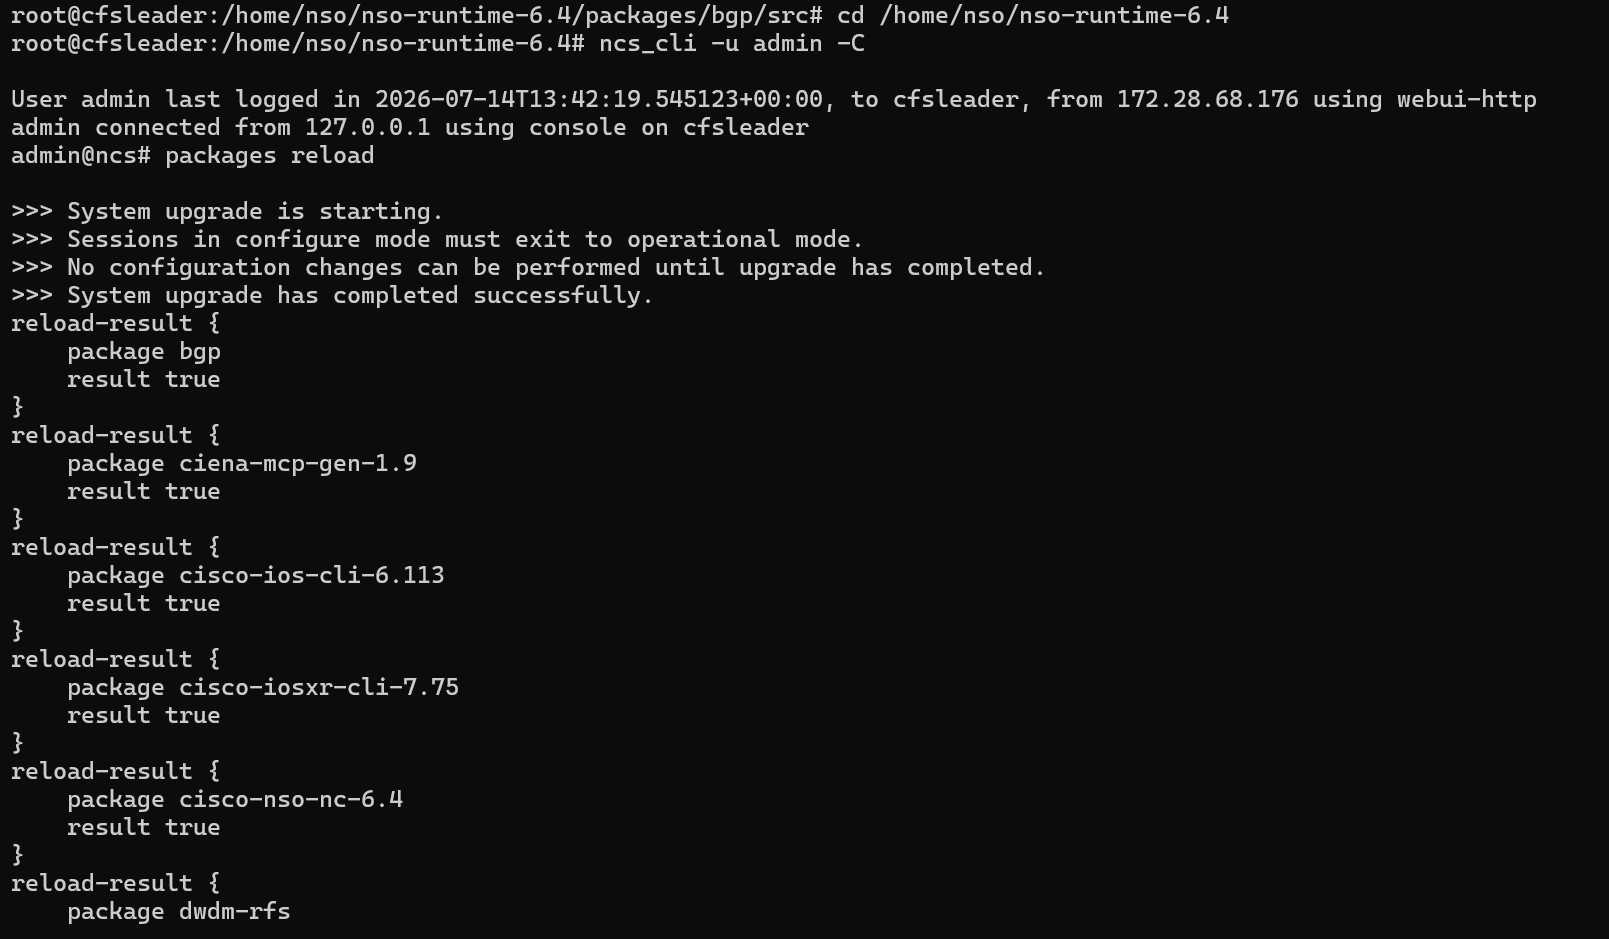 root@cfsleader:/home/nso/nso-runtime-6.4/packages/bgp/src# cd /home/nso/nso-runtime-6.4
root@cfsleader:/home/nso/nso-runtime-6.4# ncs_cli -u admin -C
User admin last logged in 2026-07-14T13:42:19.545123+00:00, to cfsleader, from 172.28.68.176 using webui-http
admin connected from 127.0.0.1 using console on cfsleader
admin@ncs# packages reload
>>> System upgrade is starting.
>>> Sessions in configure mode must exit to operational mode.
>>> No configuration changes can be performed until upgrade has completed.
>>> System upgrade has completed successfully.
reload-result {
    package bgp
    result true
}
reload-result {
    package ciena-mcp-gen-1.9
    result true
}
reload-result {
    package cisco-ios-cli-6.113
    result true
}
reload-result {
    package cisco-iosxr-cli-7.75
    result true
}
reload-result {
    package cisco-nso-nc-6.4
    result true
}
reload-result {
    package dwdm-rfs